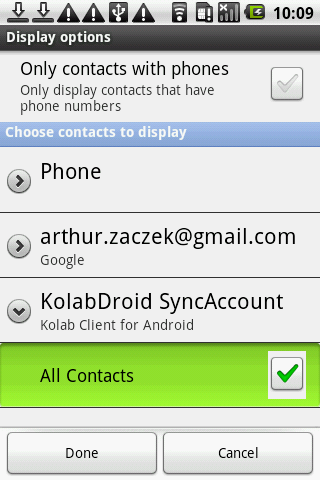 10:09
Display options
Only contacts with phones
Only display contacts that have
phone numbers
Choose contacts to display
Phone
arthur.zaczek@gmail.com
Google
KolabDroid SyncAccount
Kolab Client for Android
All Contacts
Done
Cancel